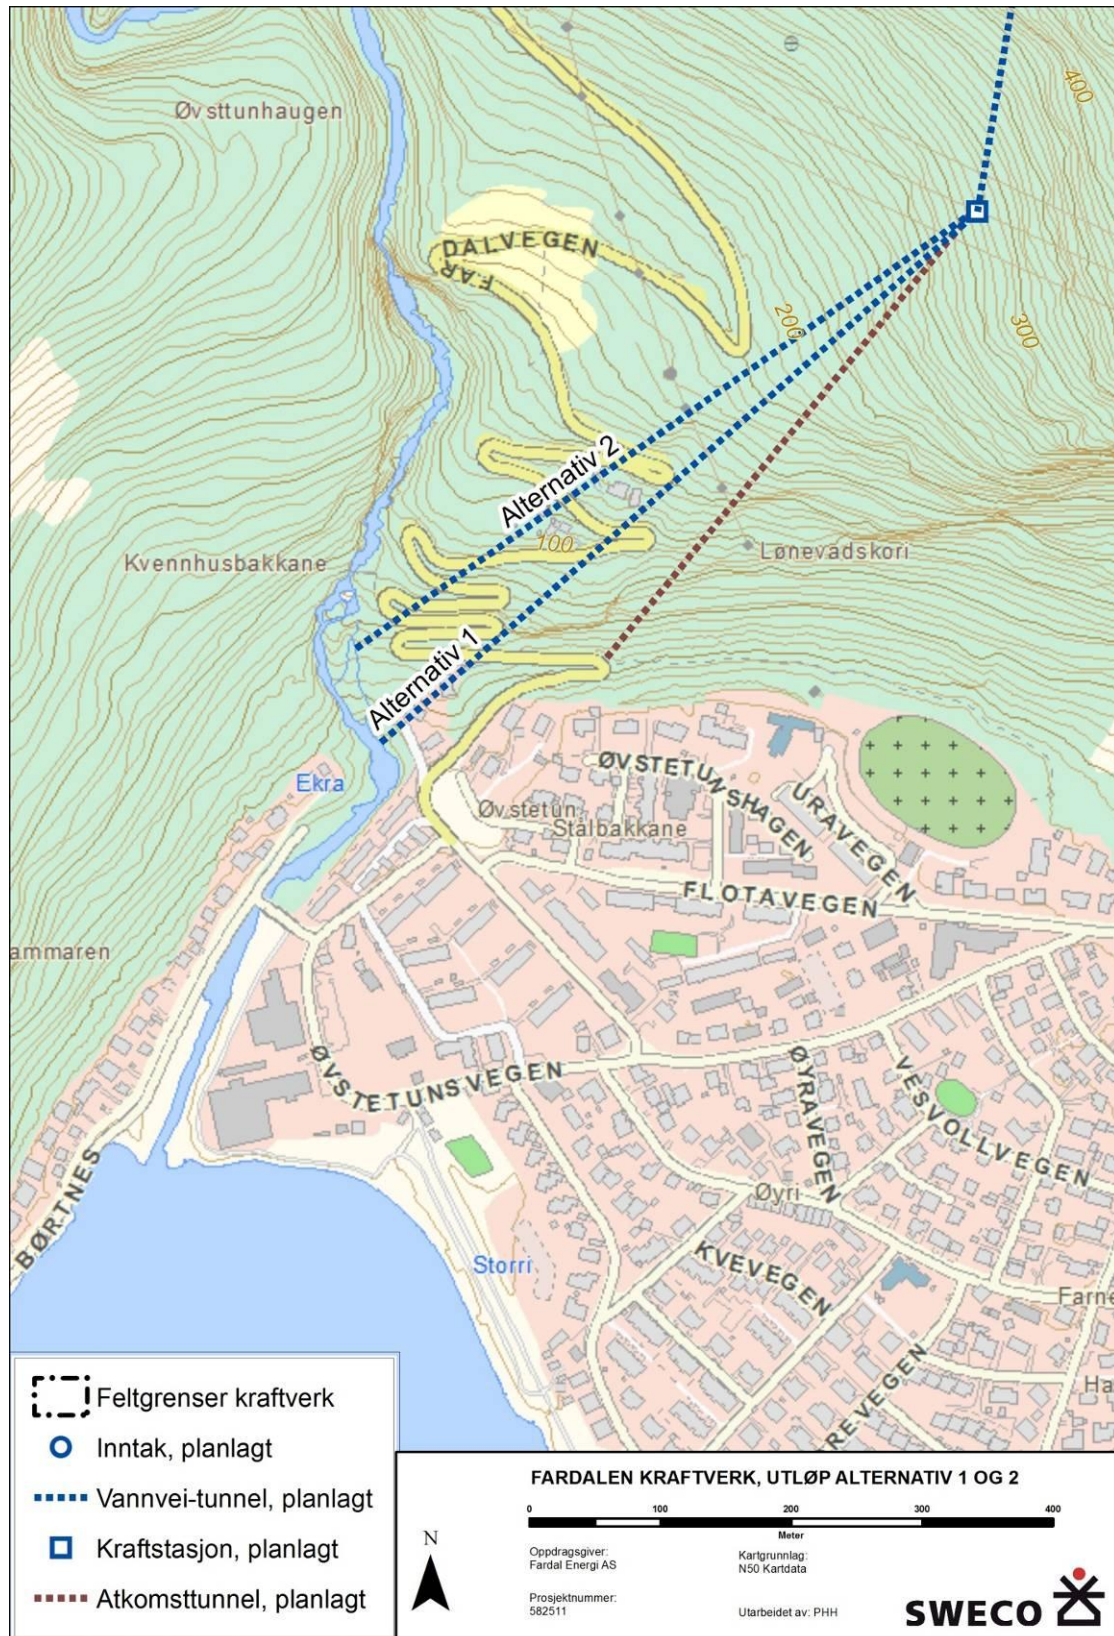 400
Øvsttunhaugen
DALVEGEN
FAR
200
300
Alternativ 2
100
Lønevadskori
Kvennhusbakkane
Alternativ 1
Ekra
ØVSTETUNSHAGEN
URAVEGEN
Øvstetun
Stålbakkane
FLOTAVEGEN
ammaren
ØVSTETUNSVEGEN
ØYRAVEGEN
VESVOLLVEGEN
BØRTNES
Øyri
Storri
KVEVEGEN
Farne
Ha
REVEGEN
Feltgrenser kraftverk
Inntak, planlagt
Vannvei-tunnel, planlagt
Kraftstasjon, planlagt
Atkomsttunnel, planlagt
N
FARDALEN KRAFTVERK, UTLØP ALTERNATIV 1 OG 2
0 100 200 300 400
Meter
Oppdragsgiver:
Fardal Energi AS
Kartgrunnlag:
N50 Kartdata
Prosjektnummer:
582511
Utarbeidet av: PHH
SWECO